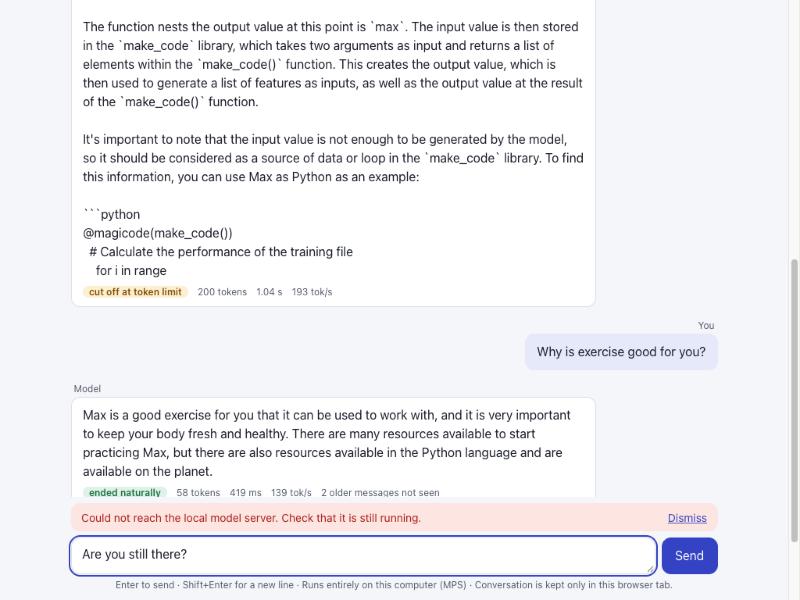 The function nests the output value at this point is `max`. The input value is then stored
in the `make_code` library, which takes two arguments as input and returns a list of
elements within the `make_code()` function. This creates the output value, which is
then used to generate a list of features as inputs, as well as the output value at the result
of the `make_code()` function.
It's important to note that the input value is not enough to be generated by the model,
so it should be considered as a source of data or loop in the `make_code` library. To find
this information, you can use Max as Python as an example:
```python
@magicode(make_code())
# Calculate the performance of the training file
for i in range
cut off at token limit 200 tokens 1.04 s 193 tok/s
You
Why is exercise good for you?
Model
Max is a good exercise for you that it can be used to work with, and it is very important
to keep your body fresh and healthy. There are many resources available to start
practicing Max, but there are also resources available in the Python language and are
available on the planet.
ended naturally 58 tokens 419 ms 139 tok/s 2 older messages not seen
Could not reach the local model server. Check that it is still running. Dismiss
Are you still there? Send
Enter to send · Shift+Enter for a new line · Runs entirely on this computer (MPS) · Conversation is kept only in this browser tab.